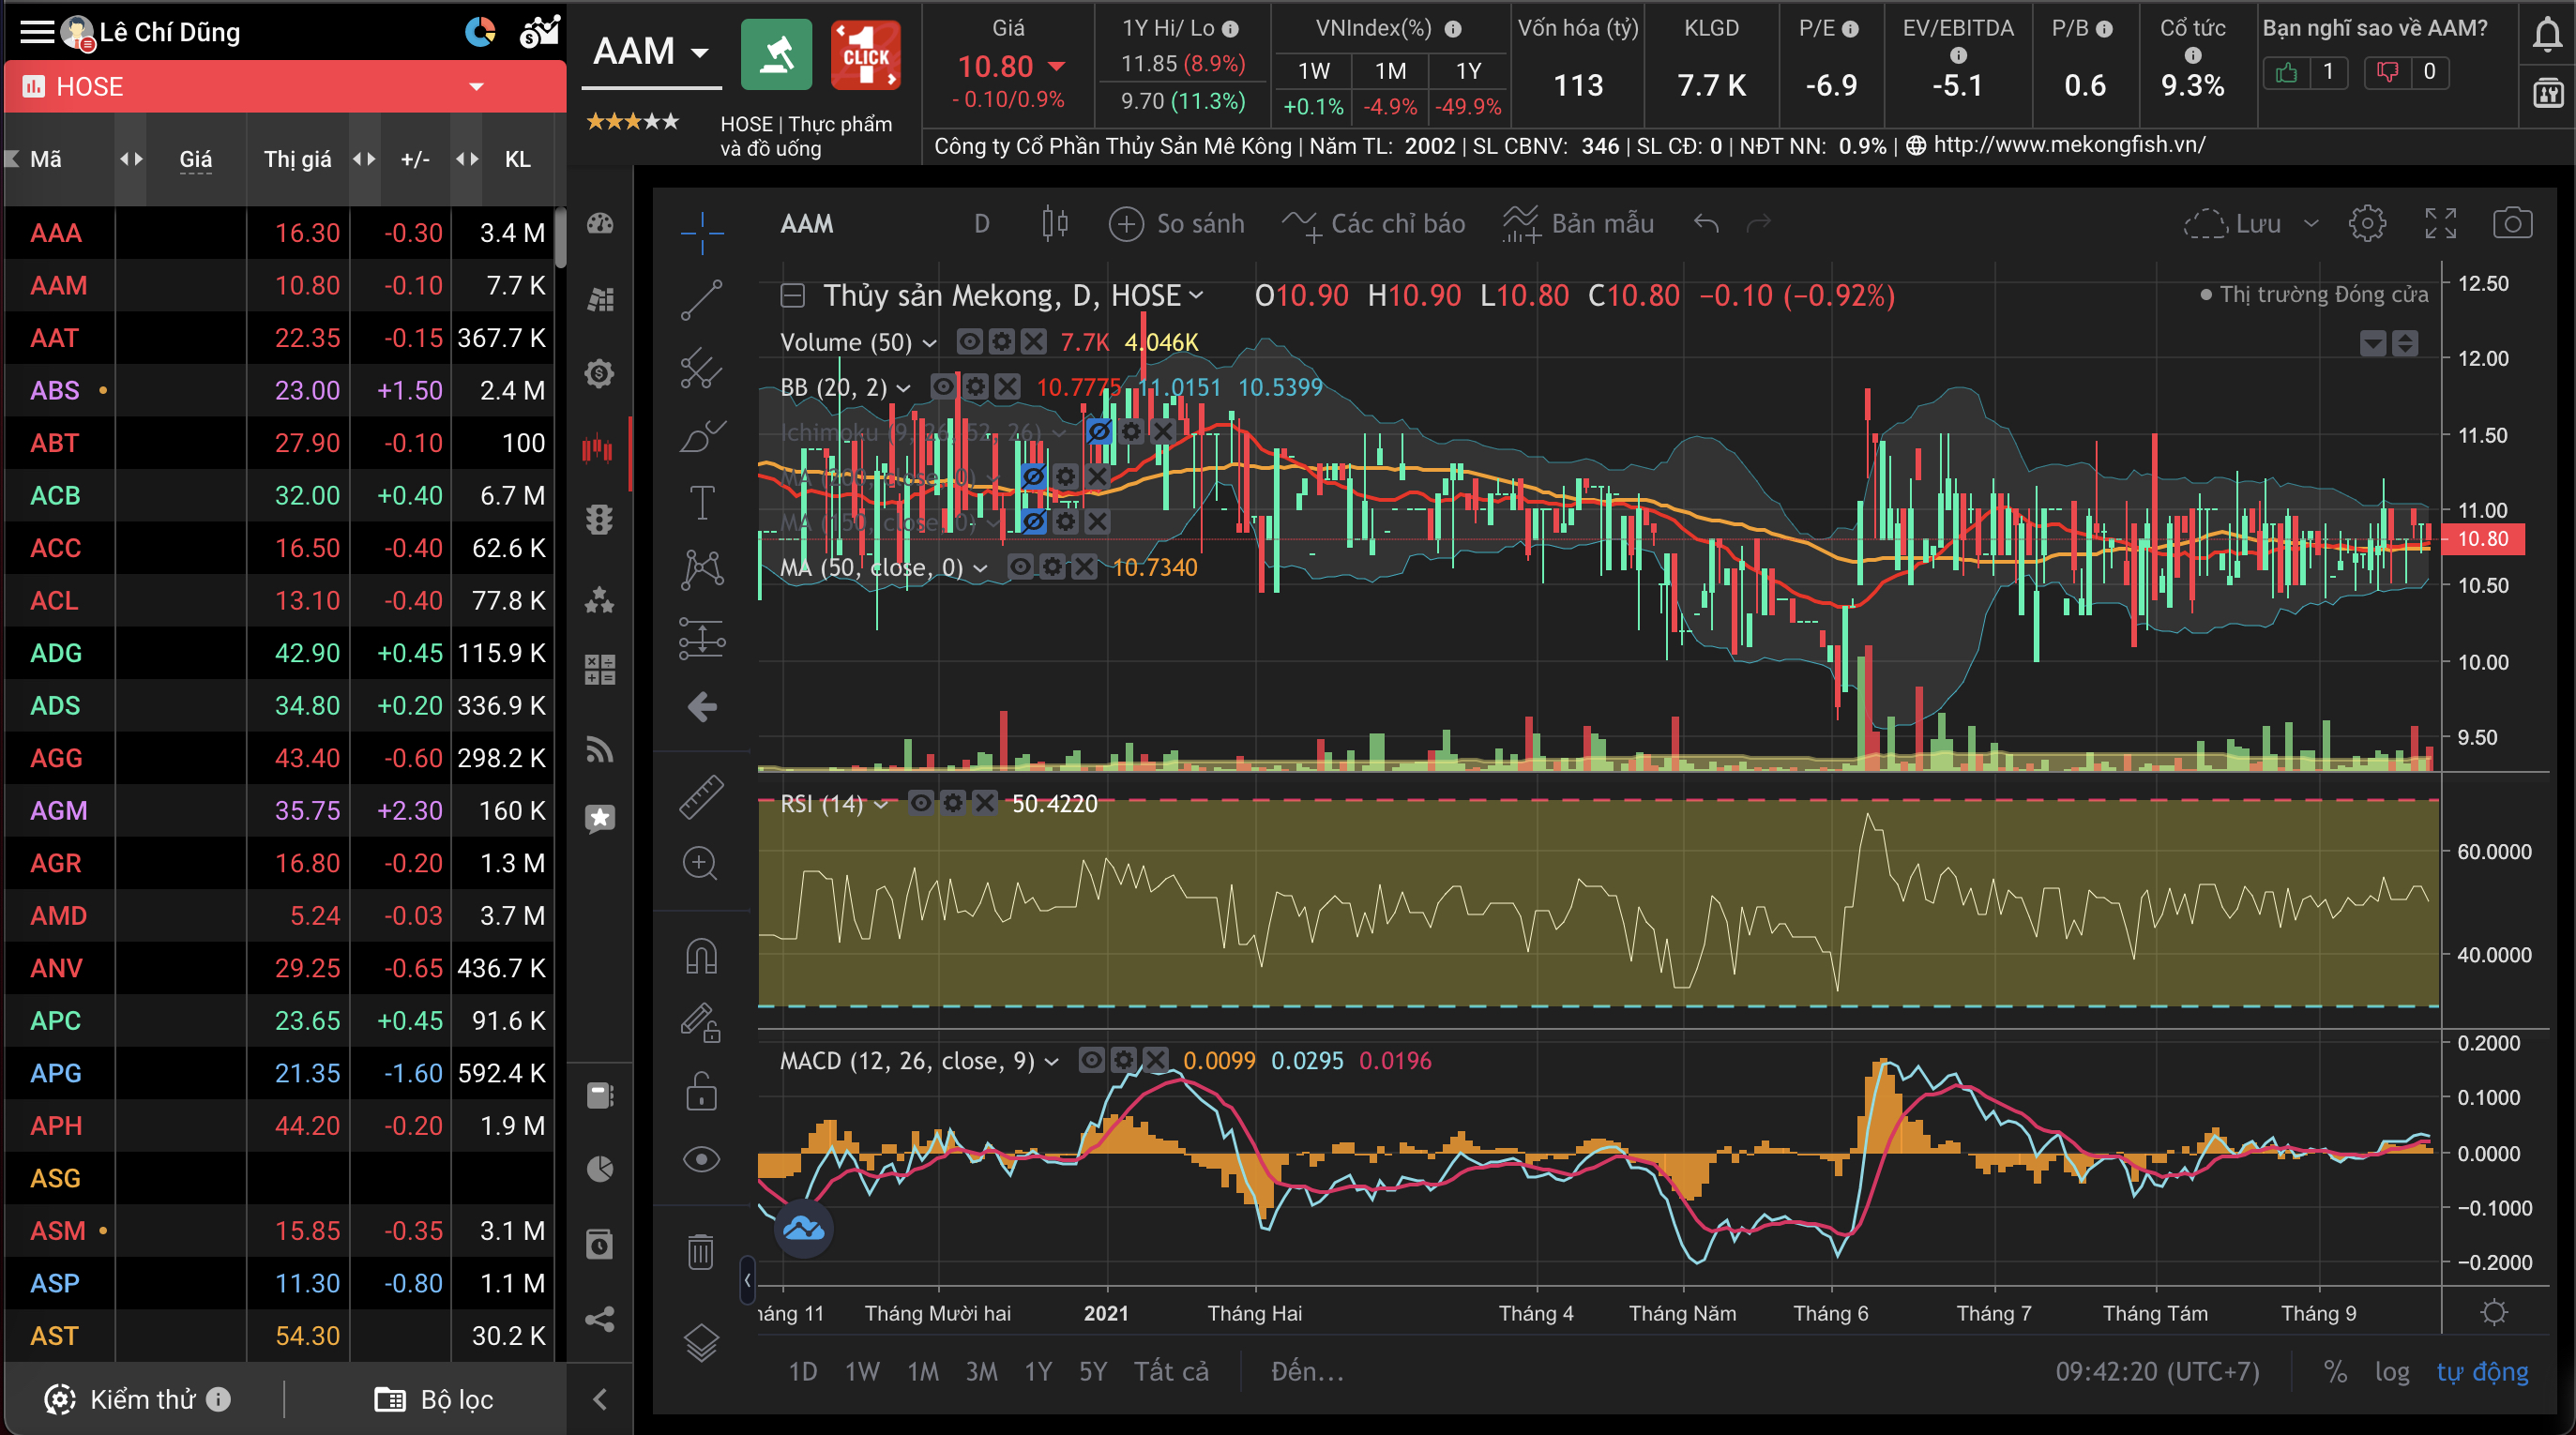 Lê Chí Dũng
HOSE
Mã Giá Thị giá +/- KL
AAA 16.30 -0.30 3.4 M
AAM 10.80 -0.10 7.7 K
AAT 22.35 -0.15 367.7 K
ABS 23.00 +1.50 2.4 M
ABT 27.90 -0.10 100
ACB 32.00 +0.40 6.7 M
ACC 16.50 -0.40 62.6 K
ACL 13.10 -0.40 77.8 K
ADG 42.90 +0.45 115.9 K
ADS 34.80 +0.20 336.9 K
AGG 43.40 -0.60 298.2 K
AGM 35.75 +2.30 160 K
AGR 16.80 -0.20 1.3 M
AMD 5.24 -0.03 3.7 M
ANV 29.25 -0.65 436.7 K
APC 23.65 +0.45 91.6 K
APG 21.35 -1.60 592.4 K
APH 44.20 -0.20 1.9 M
ASG
ASM 15.85 -0.35 3.1 M
ASP 11.30 -0.80 1.1 M
AST 54.30 30.2 K
Kiểm thử Bộ lọc
AAM
1 CLICK
HOSE | Thực phẩm
và đồ uống
Giá
10.80
- 0.10/0.9%
1Y Hi/ Lo
11.85 (8.9%)
9.70 (11.3%)
VNIndex(%)
1W 1M 1Y
+0.1% -4.9% -49.9%
Vốn hóa (tỷ)
113
KLGD
7.7 K
P/E
-6.9
EV/EBITDA
-5.1
P/B
0.6
Cổ tức
9.3%
Bạn nghĩ sao về AAM?
1 0
Công ty Cổ Phần Thủy Sản Mê Kông | Năm TL: 2002 | SL CBNV: 346 | SL CĐ: 0 | NĐT NN: 0.9% | http://www.mekongfish.vn/
AAM D So sánh Các chỉ báo Bản mẫu Lưu
Thủy sản Mekong, D, HOSE O10.90 H10.90 L10.80 C10.80 −0.10 (−0.92%)
Thị trường Đóng cửa
Volume (50) 7.7K 4.046K
BB (20, 2) 10.7775 11.0151 10.5399
Ichimoku (9, 26, 52, 26)
MA (200, close, 0)
MA (150, close, 0)
MA (50, close, 0) 10.7340
12.50
12.00
11.50
11.00
10.80
10.50
10.00
9.50
RSI (14) 50.4220
60.0000
40.0000
MACD (12, 26, close, 9) 0.0099 0.0295 0.0196
0.2000
0.1000
0.0000
−0.1000
−0.2000
háng 11 Tháng Mười hai 2021 Tháng Hai Tháng 4 Tháng Năm Tháng 6 Tháng 7 Tháng Tám Tháng 9
1D 1W 1M 3M 1Y 5Y Tất cả Đến... 09:42:20 (UTC+7) % log tự động